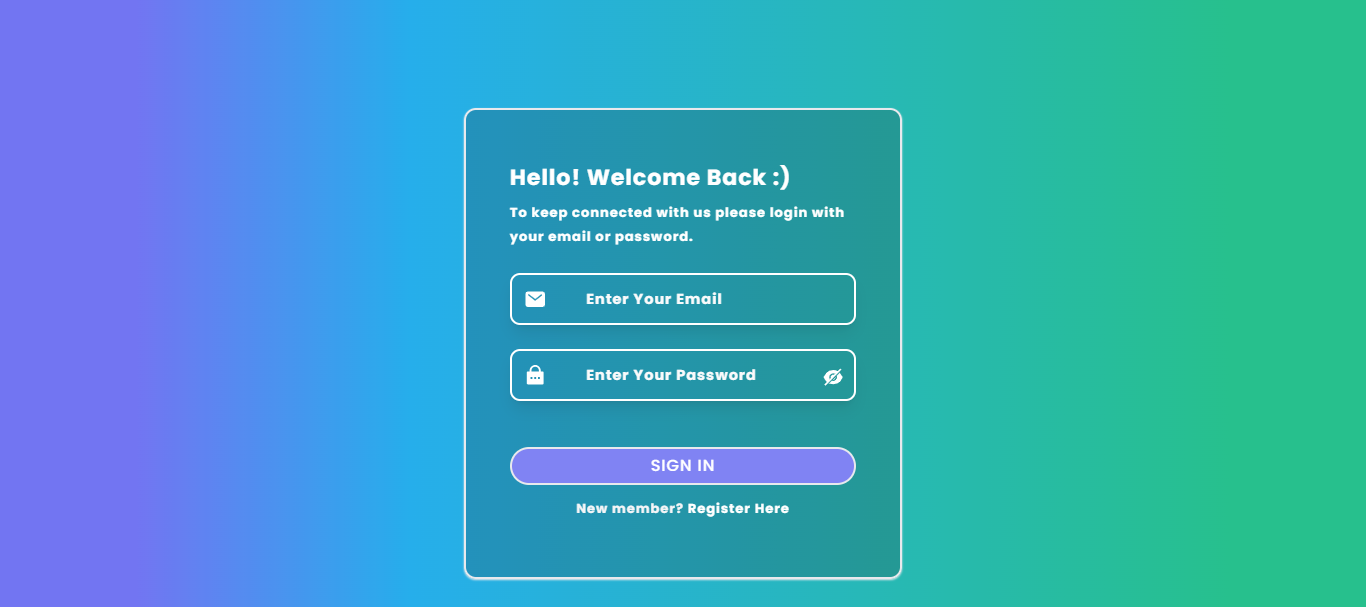 Hello! Welcome Back :)
To keep connected with us please login with
your email or password.
Enter Your Email
Enter Your Password
SIGN IN
New member? Register Here